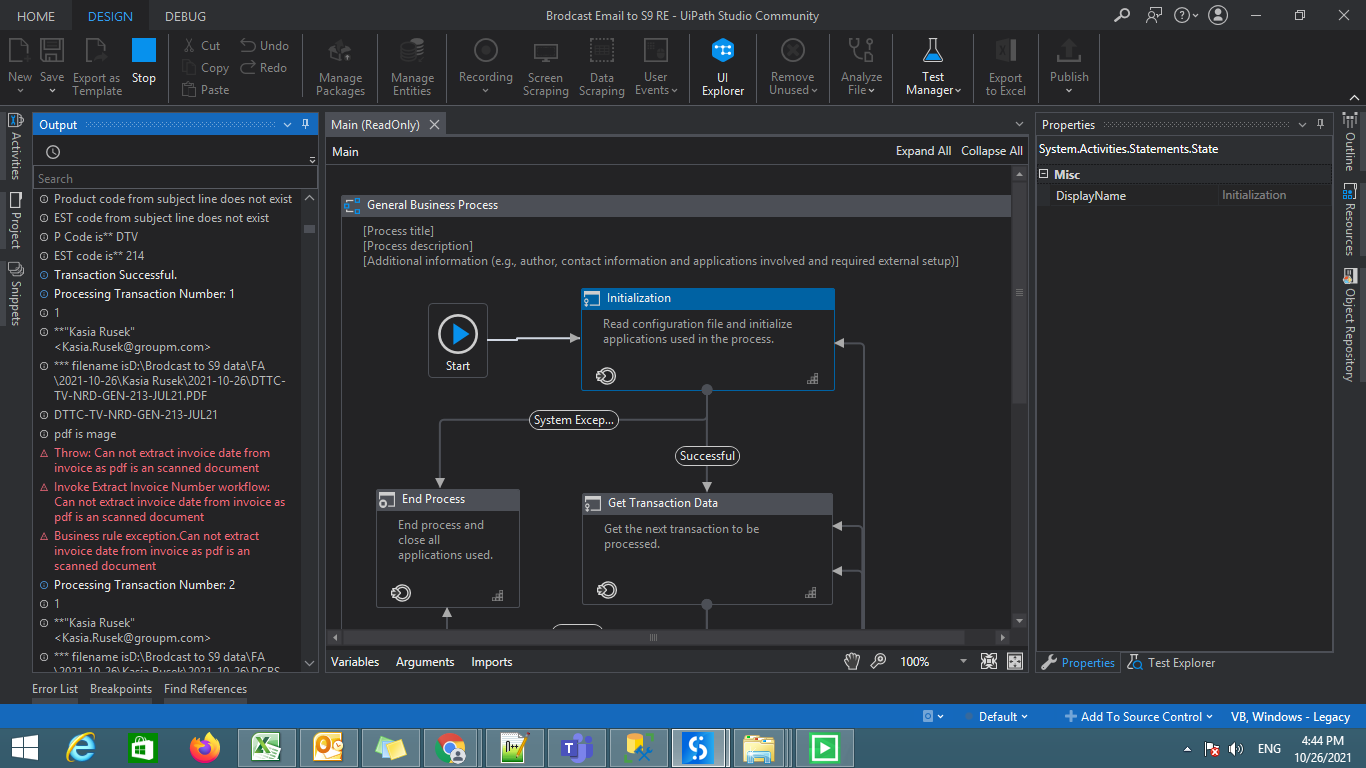 HOME DESIGN DEBUG Brodcast Email to S9 RE - UiPath Studio Community
New Save Export as Template Stop Cut Copy Paste Undo Redo Manage Packages Manage Entities Recording Screen Scraping Data Scraping User Events UI Explorer Remove Unused Analyze File Test Manager Export to Excel Publish
Activities
Project
Snippets
Output
Search
Product code from subject line does not exist
EST code from subject line does not exist
P Code is** DTV
EST code is** 214
Transaction Successful.
Processing Transaction Number: 1
1
**"Kasia Rusek"
<Kasia.Rusek@groupm.com>
*** filename isD:\Brodcast to S9 data\FA
\2021-10-26\Kasia Rusek\2021-10-26\DTTC-
TV-NRD-GEN-213-JUL21.PDF
DTTC-TV-NRD-GEN-213-JUL21
pdf is mage
Throw: Can not extract invoice date from
invoice as pdf is an scanned document
Invoke Extract Invoice Number workflow:
Can not extract invoice date from invoice as
pdf is an scanned document
Business rule exception.Can not extract
invoice date from invoice as pdf is an
scanned document
Processing Transaction Number: 2
1
**"Kasia Rusek"
<Kasia.Rusek@groupm.com>
*** filename isD:\Brodcast to S9 data\FA
\2021-10-26\Kasia Rusek\2021-10-26\DCBS-
Main (ReadOnly)
Main Expand All Collapse All
General Business Process
[Process title]
[Process description]
[Additional information (e.g., author, contact information and applications involved and required external setup)]
Start
Initialization
Read configuration file and initialize
applications used in the process.
System Excep...
Successful
End Process
End process and
close all
applications used.
Get Transaction Data
Get the next transaction to be
processed.
Variables Arguments Imports 100%
Properties
System.Activities.Statements.State
Misc
DisplayName Initialization
Properties Test Explorer
Outline
Resources
Object Repository
Error List Breakpoints Find References
Default Add To Source Control VB, Windows - Legacy
ENG 4:44 PM
10/26/2021